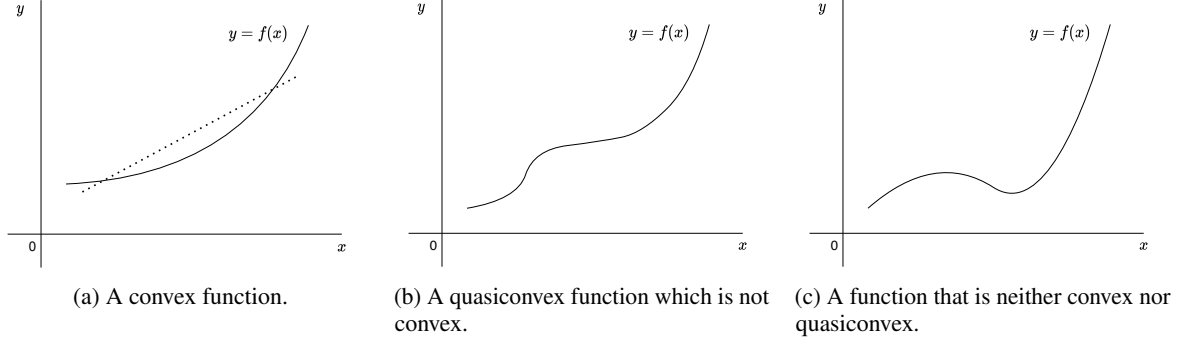 y
y = f(x)
0
x
(a) A convex function.
y
y = f(x)
0
x
(b) A quasiconvex function which is not
convex.
y
y = f(x)
0
x
(c) A function that is neither convex nor
quasiconvex.